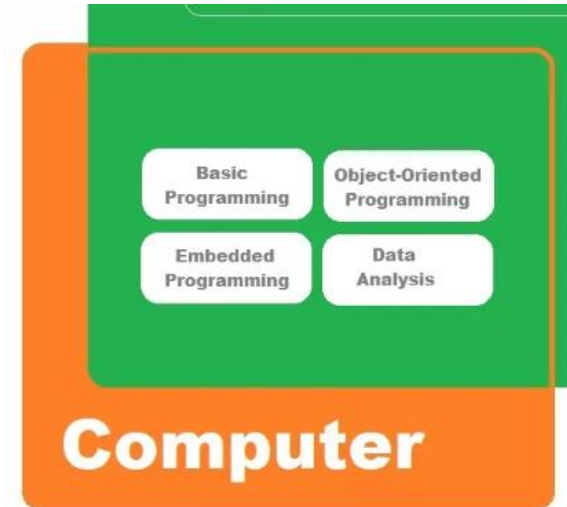 Basic
Programming
Object-Oriented
Programming
Embedded
Programming
Data
Analysis
Computer